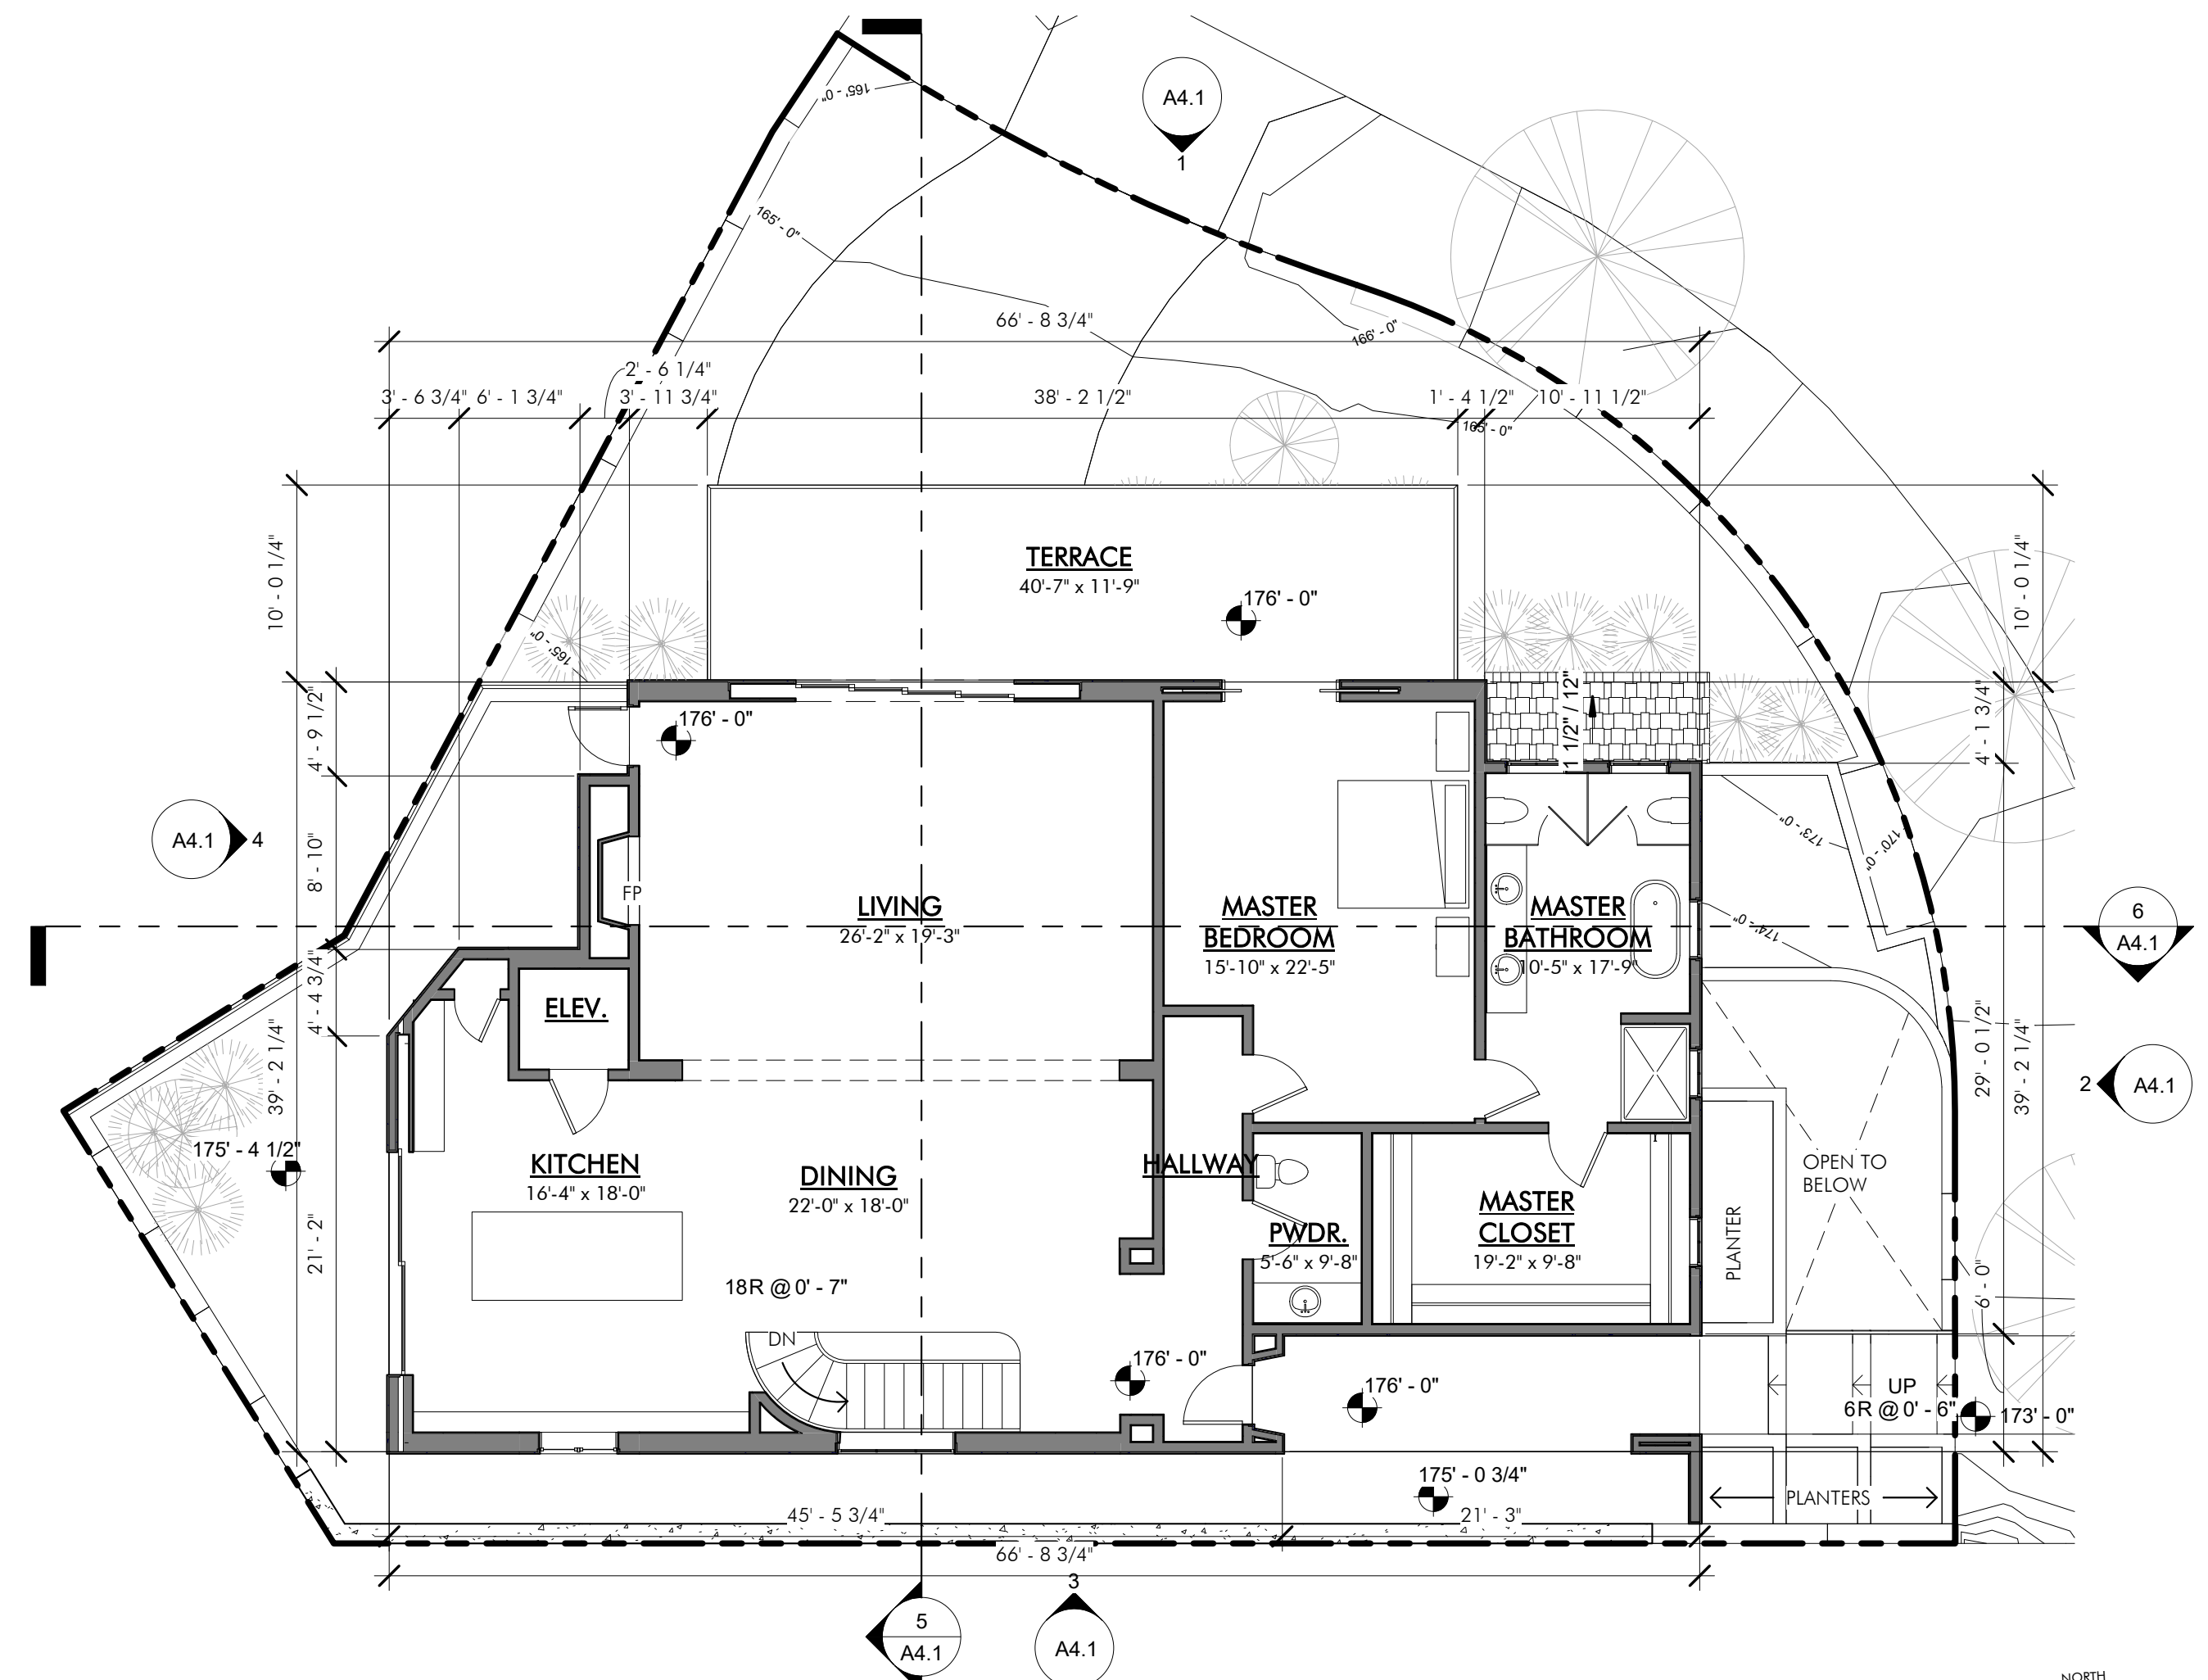 165' - 0"
A4.1
1
165' - 0"
66' - 8 3/4"
166' - 0"
2' - 6 1/4"
3' - 6 3/4"
6' - 1 3/4"
3' - 11 3/4"
38' - 2 1/2"
1' - 4 1/2"
10' - 11 1/2"
165' - 0"
10' - 0 1/4"
TERRACE
40'-7" x 11'-9"
176' - 0"
10' - 0 1/4"
165' - 0"
4' - 9 1/2"
176' - 0"
1 1/2" / 12"
4' - 1 3/4"
A4.1
4
8' - 10"
FP
LIVING
26'-2" x 19'-3"
MASTER
BEDROOM
15'-10" x 22'-5"
MASTER
BATHROOM
10'-5" x 17'-9"
173' - 0"
170' - 0"
174' - 0"
6
A4.1
4' - 4 3/4"
39' - 2 1/4"
ELEV.
29' - 0 1/2"
39' - 2 1/4"
2
A4.1
175' - 4 1/2"
KITCHEN
16'-4" x 18'-0"
DINING
22'-0" x 18'-0"
HALLWAY
OPEN TO
BELOW
21' - 2"
PWDR.
5'-6" x 9'-8"
MASTER
CLOSET
19'-2" x 9'-8"
PLANTER
18R @ 0' - 7"
6' - 0"
DN
176' - 0"
176' - 0"
UP
6R @ 0' - 6"
173' - 0"
175' - 0 3/4"
PLANTERS
45' - 5 3/4"
21' - 3"
66' - 8 3/4"
3
5
A4.1
A4.1
NORTH